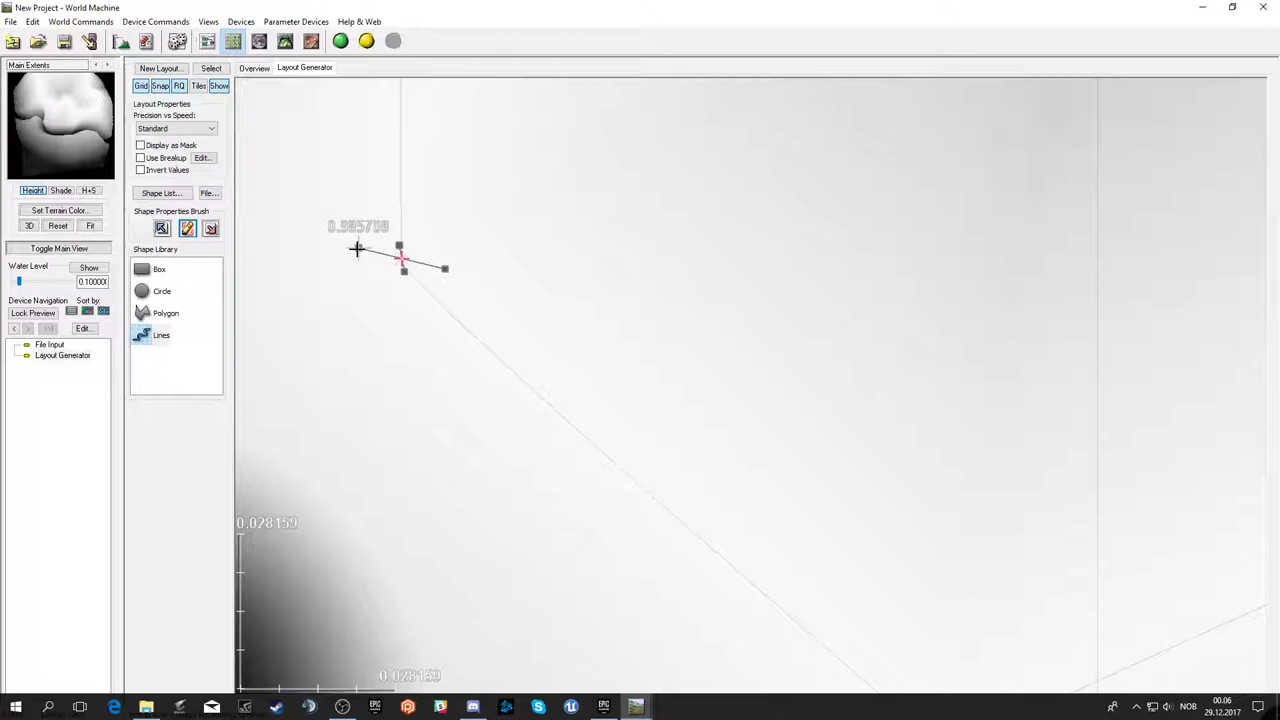 New Project - World Machine
File Edit World Commands Device Commands Views Devices Parameter Devices Help & Web
Main Extents
New Layout... Select
Overview Layout Generator
Grid Snap RQ Tiles Show
Layout Properties
Precision vs Speed:
Standard
Display as Mask
Use Breakup Edit..
Invert Values
Height Shade H+S
Shape List... File...
Set Terrain Color...
Shape Properties Brush
3D Reset Fit
Toggle Main View
Shape Library
Water Level Show
0.10000
Box
Circle
Polygon
Lines
Device Navigation Sort by:
Lock Preview
Edit...
File Input
Layout Generator
0.028159
0.028159
NOB
00.06
29.12.2017